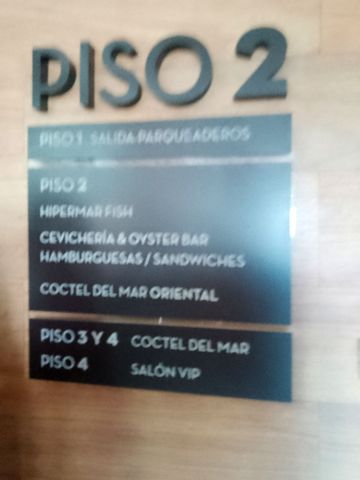 PISO 2
PISO 1 SALIDA PARQUEADEROS
PISO 2
HIPERMAR FISH
CEVICHERÍA & OYSTER BAR
HAMBURGUESAS / SANDWICHES
COCTEL DEL MAR ORIENTAL
PISO 3 Y 4 COCTEL DEL MAR
PISO 4 SALÓN VIP